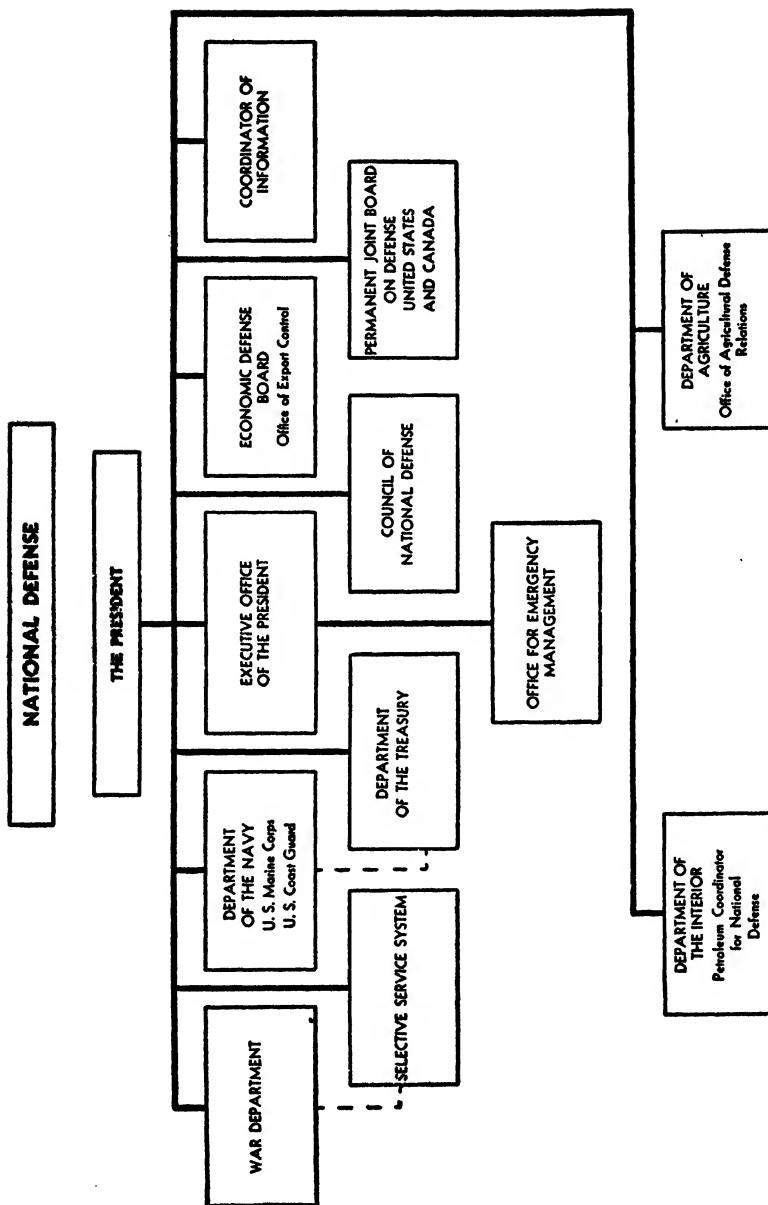 NATIONAL DEFENSE
THE PRESIDENT
WAR DEPARTMENT
DEPARTMENT
OF THE NAVY
U. S. Marine Corps
U. S. Coast Guard
EXECUTIVE OFFICE
OF THE PRESIDENT
ECONOMIC DEFENSE
BOARD
Office of Export Control
COORDINATOR OF
INFORMATION
SELECTIVE SERVICE SYSTEM
DEPARTMENT
OF THE TREASURY
COUNCIL OF
NATIONAL DEFENSE
PERMANENT JOINT BOARD
ON DEFENSE
UNITED STATES
AND CANADA
OFFICE FOR EMERGENCY
MANAGEMENT
DEPARTMENT OF
THE INTERIOR
Petroleum Coordinator
for National
Defense
DEPARTMENT OF
AGRICULTURE
Office of Agricultural Defense
Relations